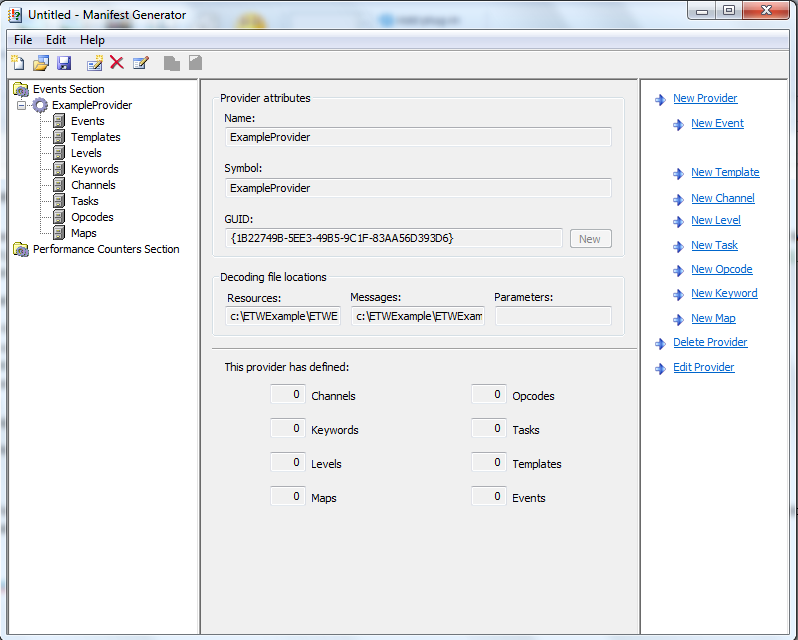 Untitled - Manifest Generator
File Edit Help
Events Section
ExampleProvider
Events
Templates
Levels
Keywords
Channels
Tasks
Opcodes
Maps
Performance Counters Section
Provider attributes
Name:
ExampleProvider
Symbol:
ExampleProvider
GUID:
{1B22749B-5EE3-49B5-9C1F-83AA56D393D6} New
Decoding file locations
Resources: Messages: Parameters:
c:\ETWExample\ETWE c:\ETWExample\ETWExam
This provider has defined:
0 Channels 0 Opcodes
0 Keywords 0 Tasks
0 Levels 0 Templates
0 Maps 0 Events
New Provider
New Event
New Template
New Channel
New Level
New Task
New Opcode
New Keyword
New Map
Delete Provider
Edit Provider